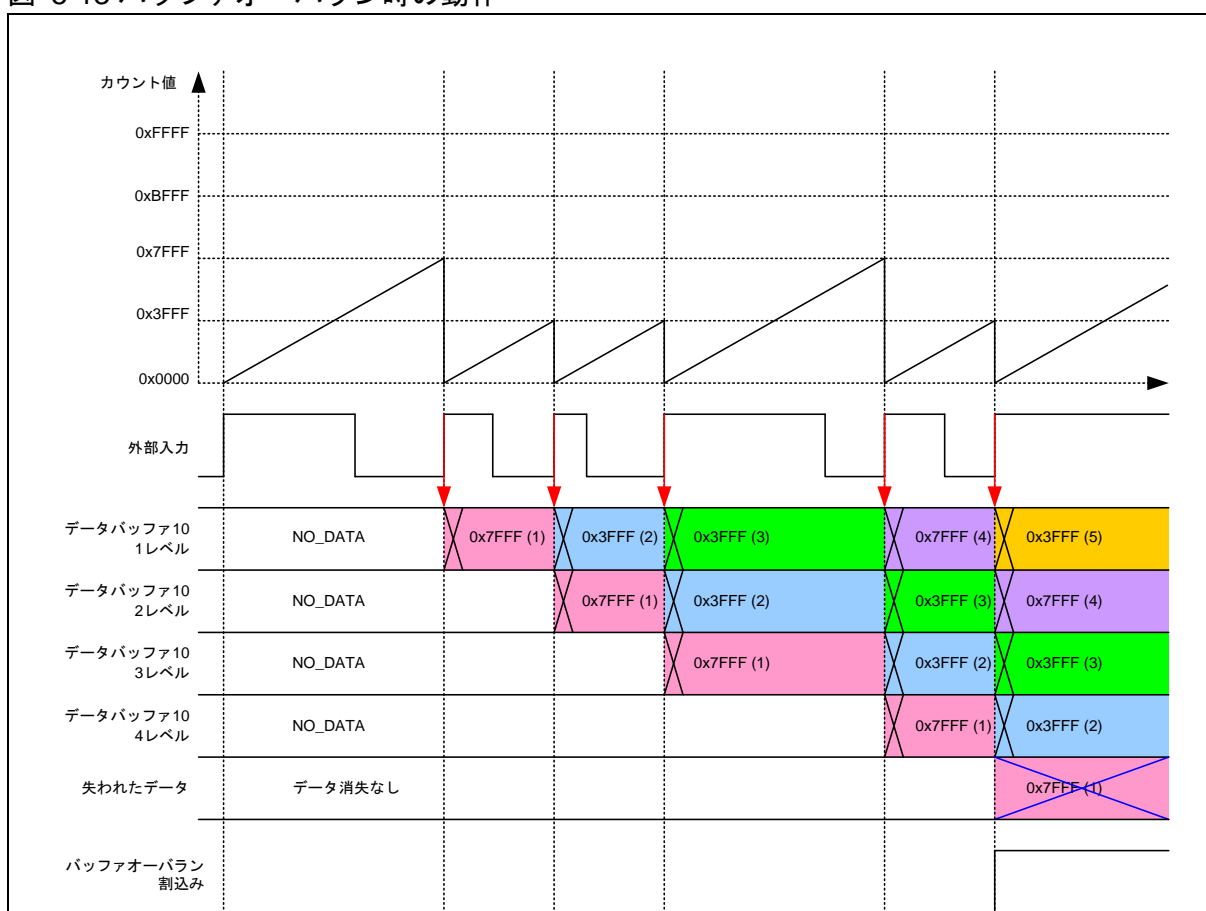 カウント値
0xFFFF
0xBFFF
0x7FFF
0x3FFF
0x0000
外部入力
データバッファ10
1レベル
NO_DATA
0x7FFF (1)
0x3FFF (2)
0x3FFF (3)
0x7FFF (4)
0x3FFF (5)
データバッファ10
2レベル
NO_DATA
0x7FFF (1)
0x3FFF (2)
0x3FFF (3)
0x7FFF (4)
データバッファ10
3レベル
NO_DATA
0x7FFF (1)
0x3FFF (2)
0x3FFF (3)
データバッファ10
4レベル
NO_DATA
0x7FFF (1)
0x3FFF (2)
失われたデータ
データ消失なし
0x7FFF (1)
バッファオーバラン
割込み